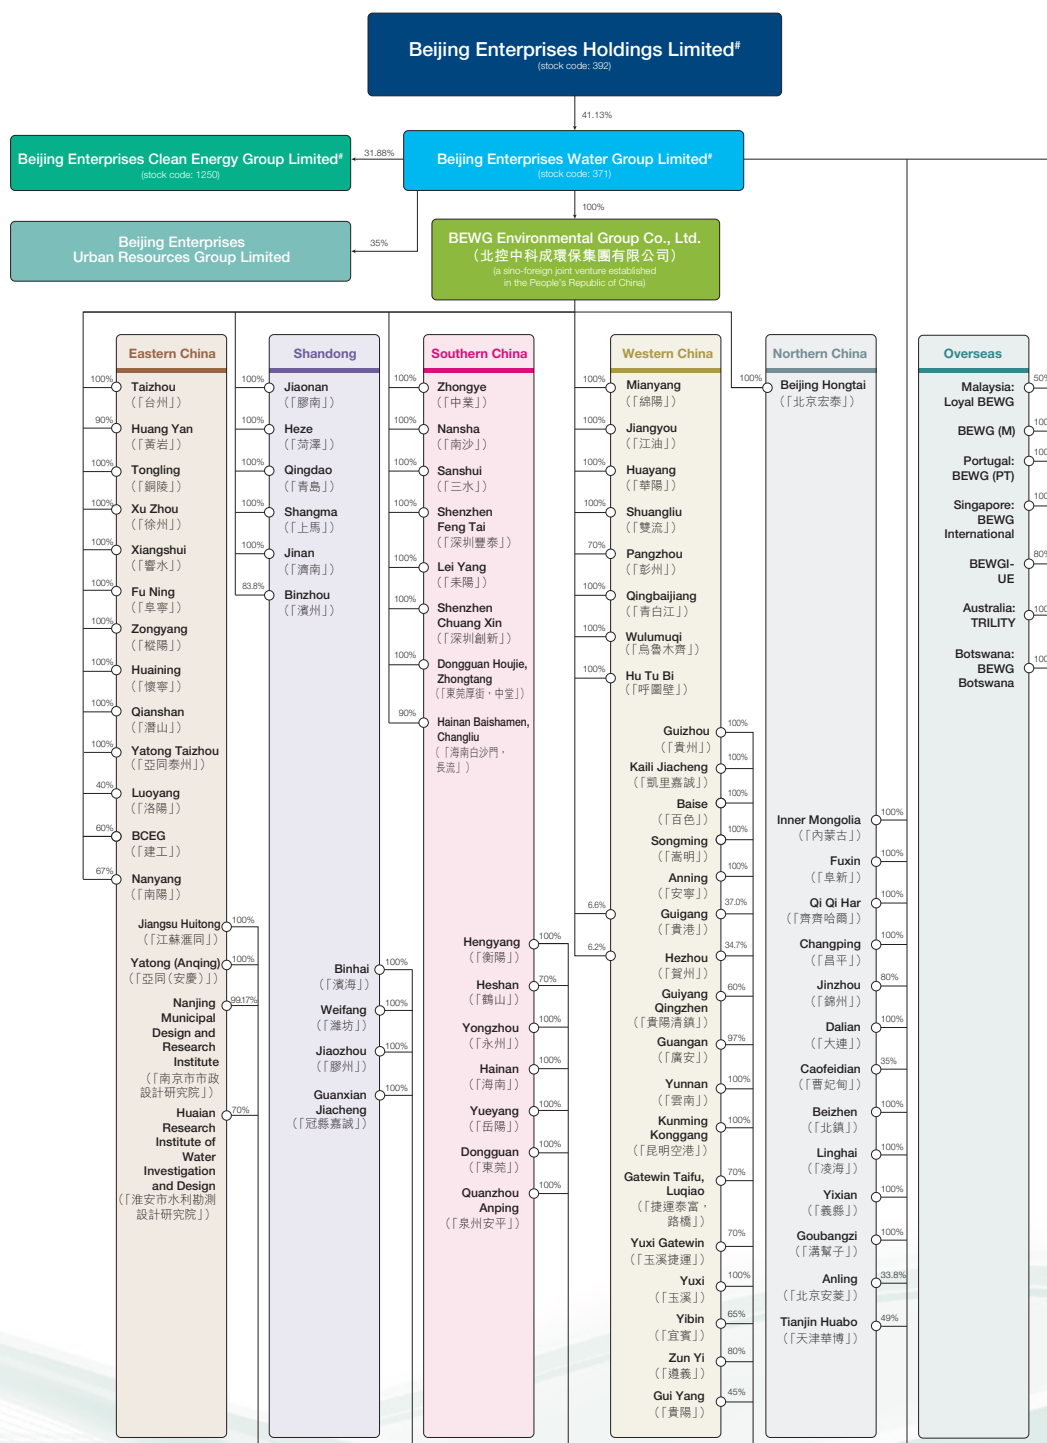 Beijing Enterprises Holdings Limited#
(stock code: 392)
41.13%
Beijing Enterprises Clean Energy Group Limited#
(stock code: 1250)
31.88%
Beijing Enterprises Water Group Limited#
(stock code: 371)
Beijing Enterprises
Urban Resources Group Limited
35%
100%
BEWG Environmental Group Co., Ltd.
(北控中科成環保集團有限公司)
(a sino-foreign joint venture established
in the People's Republic of China)
Eastern China
100%
Taizhou
(「台州」)
90%
Huang Yan
(「黃岩」)
100%
Tongling
(「銅陵」)
100%
Xu Zhou
(「徐州」)
100%
Xiangshui
(「響水」)
100%
Fu Ning
(「阜寧」)
100%
Zongyang
(「樅陽」)
100%
Huaining
(「懷寧」)
100%
Qianshan
(「潛山」)
100%
Yatong Taizhou
(「亞同泰州」)
40%
Luoyang
(「洛陽」)
60%
BCEG
(「建工」)
67%
Nanyang
(「南陽」)
Jiangsu Huitong
100%
(「江蘇滙同」)
Yatong (Anqing)
100%
(「亞同(安慶)」)
Nanjing
99.17%
Municipal
Design and
Research
Institute
(「南京市市政
設計研究院」)
Huaian
70%
Research
Institute of
Water
Investigation
and Design
(「淮安市水利勘測
設計研究院」)
Shandong
100%
Jiaonan
(「膠南」)
100%
Heze
(「菏澤」)
100%
Qingdao
(「青島」)
100%
Shangma
(「上馬」)
100%
Jinan
(「濟南」)
83.8%
Binzhou
(「濱州」)
Binhai
100%
(「濱海」)
Weifang
100%
(「濰坊」)
Jiaozhou
100%
(「膠州」)
Guanxian
100%
Jiacheng
(「冠縣嘉誠」)
Southern China
100%
Zhongye
(「中業」)
100%
Nansha
(「南沙」)
100%
Sanshui
(「三水」)
100%
Shenzhen
Feng Tai
(「深圳豐泰」)
100%
Lei Yang
(「耒陽」)
100%
Shenzhen
Chuang Xin
(「深圳創新」)
100%
Dongguan Houjie,
Zhongtang
(「東莞厚街，中堂」)
90%
Hainan Baishamen,
Changliu
(「海南白沙門，
長流」)
Hengyang
100%
(「衡陽」)
Heshan
70%
(「鶴山」)
Yongzhou
100%
(「永州」)
Hainan
100%
(「海南」)
Yueyang
100%
(「岳陽」)
Dongguan
100%
(「東莞」)
Quanzhou
100%
Anping
(「泉州安平」)
Western China
100%
Mianyang
(「綿陽」)
100%
Jiangyou
(「江油」)
100%
Huayang
(「華陽」)
100%
Shuangliu
(「雙流」)
70%
Pangzhou
(「彭州」)
100%
Qingbaijiang
(「青白江」)
100%
Wulumuqi
(「烏魯木齊」)
100%
Hu Tu Bi
(「呼圖壁」)
Guizhou
100%
(「貴州」)
Kaili Jiacheng
100%
(「凱里嘉誠」)
Baise
100%
(「百色」)
Songming
100%
(「嵩明」)
Anning
100%
(「安寧」)
6.6%
Guigang
37.0%
(「貴港」)
6.2%
Hezhou
34.7%
(「賀州」)
Guiyang
60%
Qingzhen
(「貴陽清鎮」)
Guangan
97%
(「廣安」)
Yunnan
100%
(「雲南」)
Kunming
100%
Konggang
(「昆明空港」)
Gatewin Taifu,
70%
Luqiao
(「捷運泰富，
路橋」)
Yuxi Gatewin
70%
(「玉溪捷運」)
Yuxi
100%
(「玉溪」)
Yibin
65%
(「宜賓」)
Zun Yi
80%
(「遵義」)
Gui Yang
45%
(「貴陽」)
Northern China
100%
Beijing Hongtai
(「北京宏泰」)
Inner Mongolia
100%
(「內蒙古」)
Fuxin
100%
(「阜新」)
Qi Qi Har
100%
(「齊齊哈爾」)
Changping
100%
(「昌平」)
Jinzhou
80%
(「錦州」)
Dalian
100%
(「大連」)
Caofeidian
35%
(「曹妃甸」)
Beizhen
100%
(「北鎮」)
Linghai
100%
(「凌海」)
Yixian
100%
(「義縣」)
Goubangzi
100%
(「溝幫子」)
Anling
33.8%
(「北京安菱」)
Tianjin Huabo
49%
(「天津華博」)
Overseas
Malaysia:
50%
Loyal BEWG
BEWG (M)
Portugal:
BEWG (PT)
Singapore:
BEWG
International
BEWGI-
80%
UE
Australia:
TRILITY
Botswana:
BEWG
Botswana